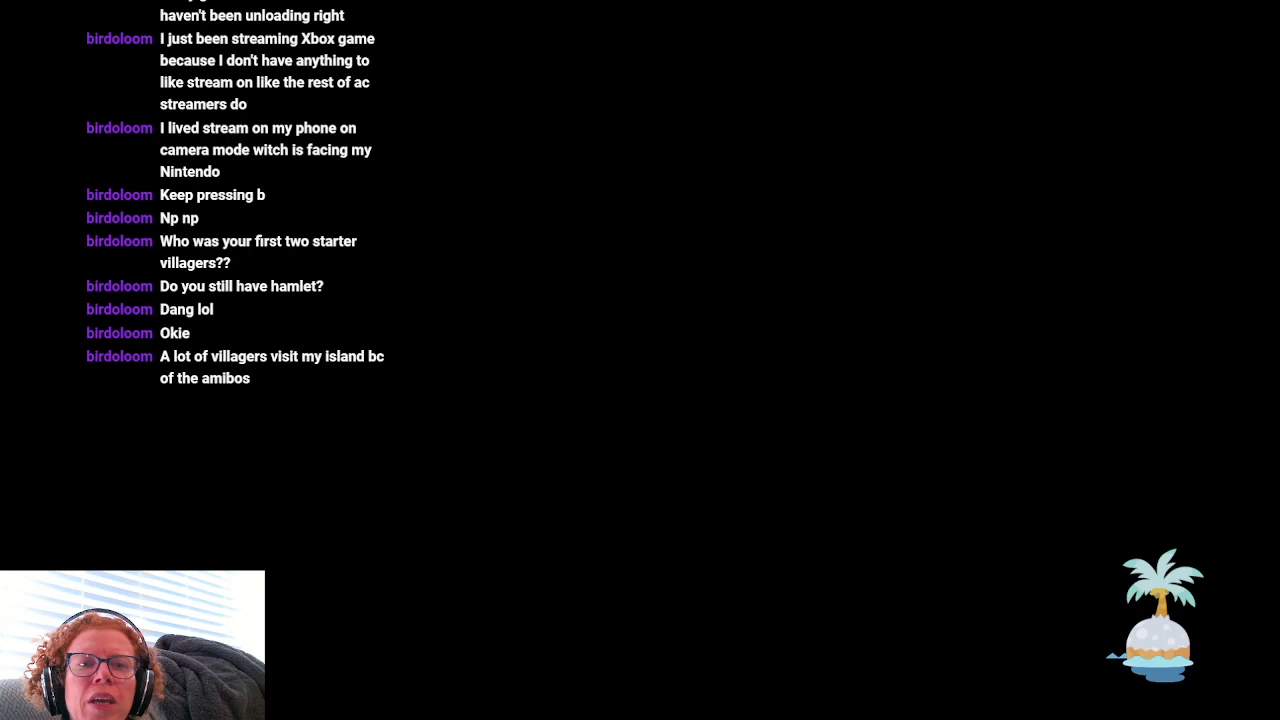 haven't been unloading right
birdoloom I just been streaming Xbox game
because I don't have anything to
like stream on like the rest of ac
streamers do
birdoloom I lived stream on my phone on
camera mode witch is facing my
Nintendo
birdoloom Keep pressing b
birdoloom Np np
birdoloom Who was your first two starter
villagers??
birdoloom Do you still have hamlet?
birdoloom Dang lol
birdoloom Okie
birdoloom A lot of villagers visit my island bc
of the amibos